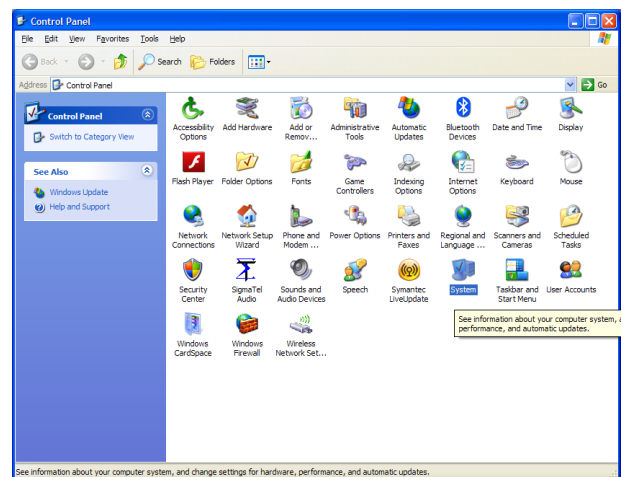 Control Panel
File Edit View Favorites Tools Help
Back Search Folders
Address Control Panel Go
Control Panel
Switch to Category View
See Also
Windows Update
Help and Support
Accessibility Options
Add Hardware
Add or Remov...
Administrative Tools
Automatic Updates
Bluetooth Devices
Date and Time
Display
Flash Player
Folder Options
Fonts
Game Controllers
Indexing Options
Internet Options
Keyboard
Mouse
Network Connections
Network Setup Wizard
Phone and Modem ...
Power Options
Printers and Faxes
Regional and Language ...
Scanners and Cameras
Scheduled Tasks
Security Center
SigmaTel Audio
Sounds and Audio Devices
Speech
Symantec LiveUpdate
System
Taskbar and Start Menu
User Accounts
See information about your computer system, a
performance, and automatic updates.
Windows CardSpace
Windows Firewall
Wireless Network Set...
See information about your computer system, and change settings for hardware, performance, and automatic updates.